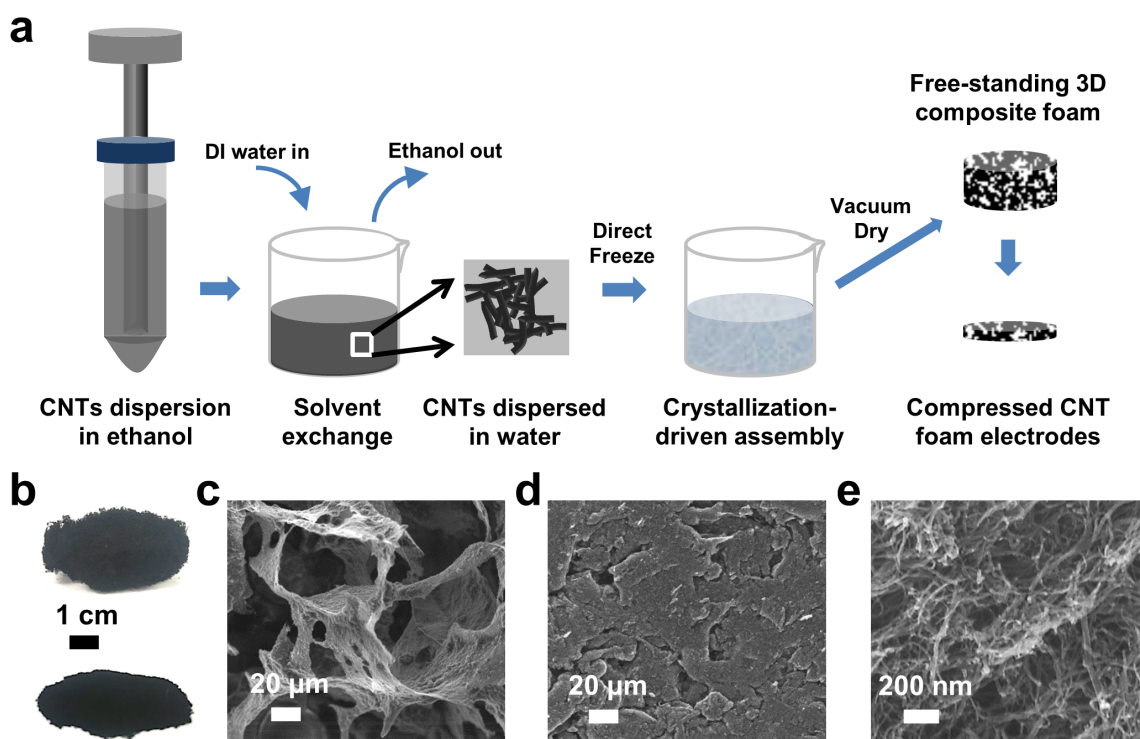 a
Free-standing 3D
composite foam
DI water in
Ethanol out
Vacuum
Dry
Direct
Freeze
CNTs dispersion
in ethanol
Solvent
exchange
CNTs dispersed
in water
Crystallization-
driven assembly
Compressed CNT
foam electrodes
b
c
d
e
1 cm
20 µm
20 µm
200 nm